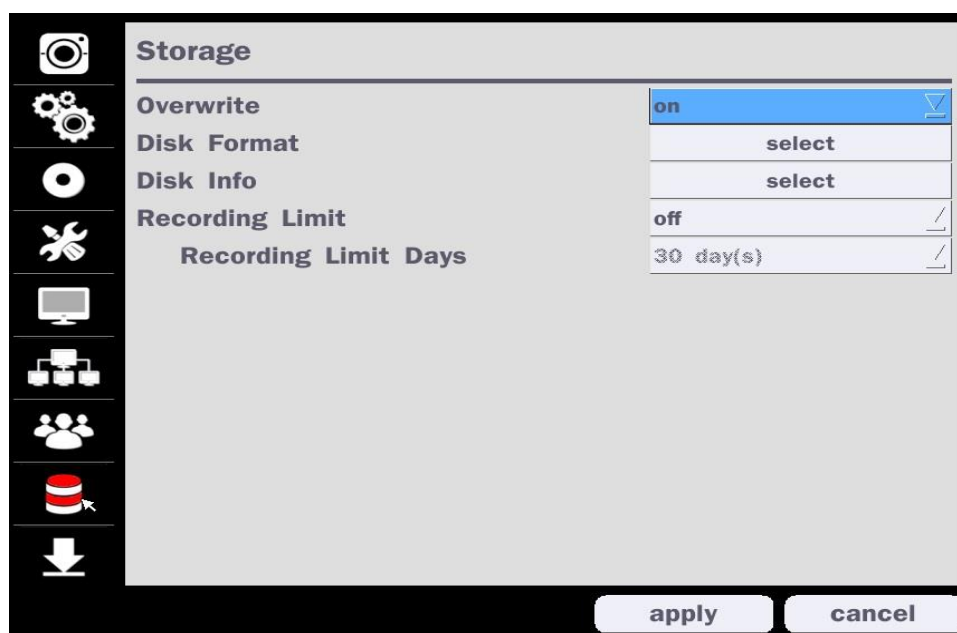 Storage
Overwrite on
Disk Format select
Disk Info select
Recording Limit off
Recording Limit Days 30 day(s)
apply cancel